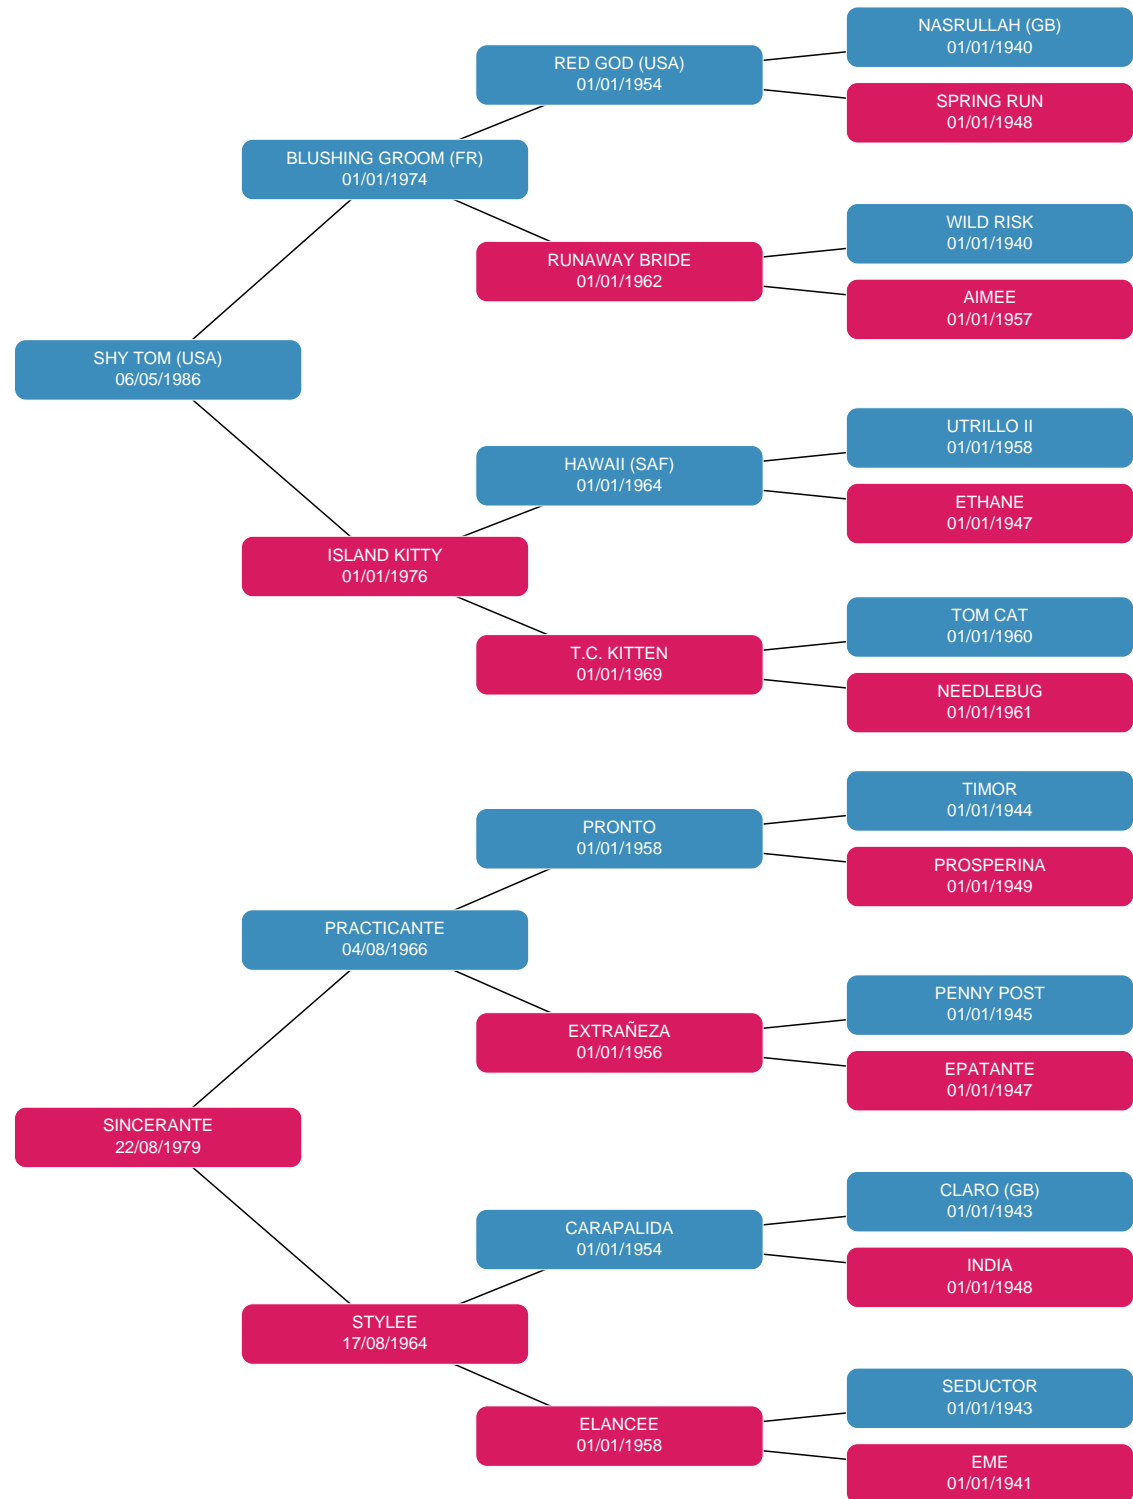 NASRULLAH (GB)
01/01/1940
RED GOD (USA)
01/01/1954
SPRING RUN
01/01/1948
BLUSHING GROOM (FR)
01/01/1974
WILD RISK
01/01/1940
RUNAWAY BRIDE
01/01/1962
AIMEE
01/01/1957
SHY TOM (USA)
06/05/1986
UTRILLO II
01/01/1958
HAWAII (SAF)
01/01/1964
ETHANE
01/01/1947
ISLAND KITTY
01/01/1976
TOM CAT
01/01/1960
T.C. KITTEN
01/01/1969
NEEDLEBUG
01/01/1961
TIMOR
01/01/1944
PRONTO
01/01/1958
PROSPERINA
01/01/1949
PRACTICANTE
04/08/1966
PENNY POST
01/01/1945
EXTRAÑEZA
01/01/1956
EPATANTE
01/01/1947
SINCERANTE
22/08/1979
CLARO (GB)
01/01/1943
CARAPALIDA
01/01/1954
INDIA
01/01/1948
STYLEE
17/08/1964
SEDUCTOR
01/01/1943
ELANCEE
01/01/1958
EME
01/01/1941